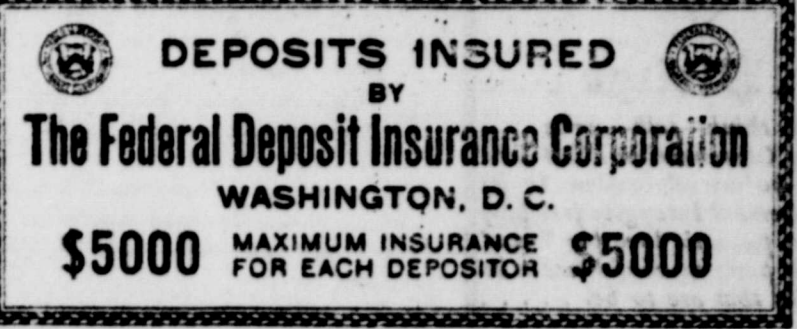 DEPOSITS INSURED
BY
The Federal Deposit Insurance Corporation
WASHINGTON, D. C.
$5000 MAXIMUM INSURANCE FOR EACH DEPOSITOR $5000